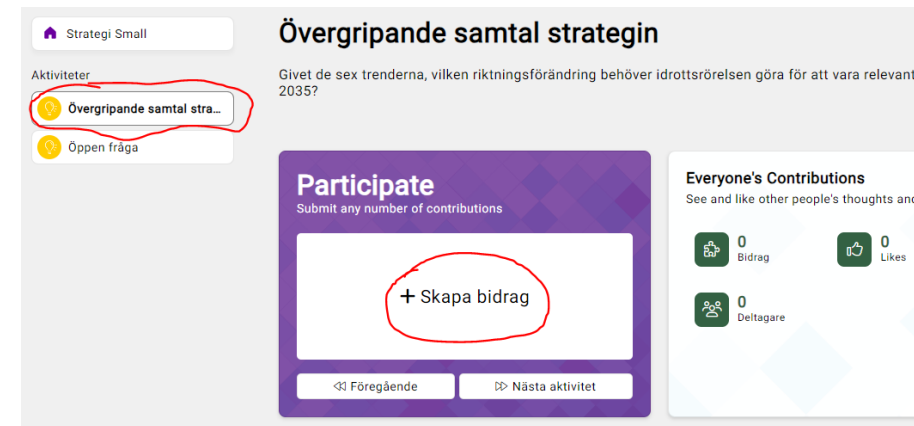 Strategi Small
Aktiviteter
Övergripande samtal stra...
Öppen fråga
Övergripande samtal strategin
Givet de sex trenderna, vilken riktningsförändring behöver idrottsrörelsen göra för att vara relevant
2035?
Participate
Submit any number of contributions
+ Skapa bidrag
Föregående
Nästa aktivitet
Everyone's Contributions
See and like other people's thoughts and
0
Bidrag
0
Likes
0
Deltagare